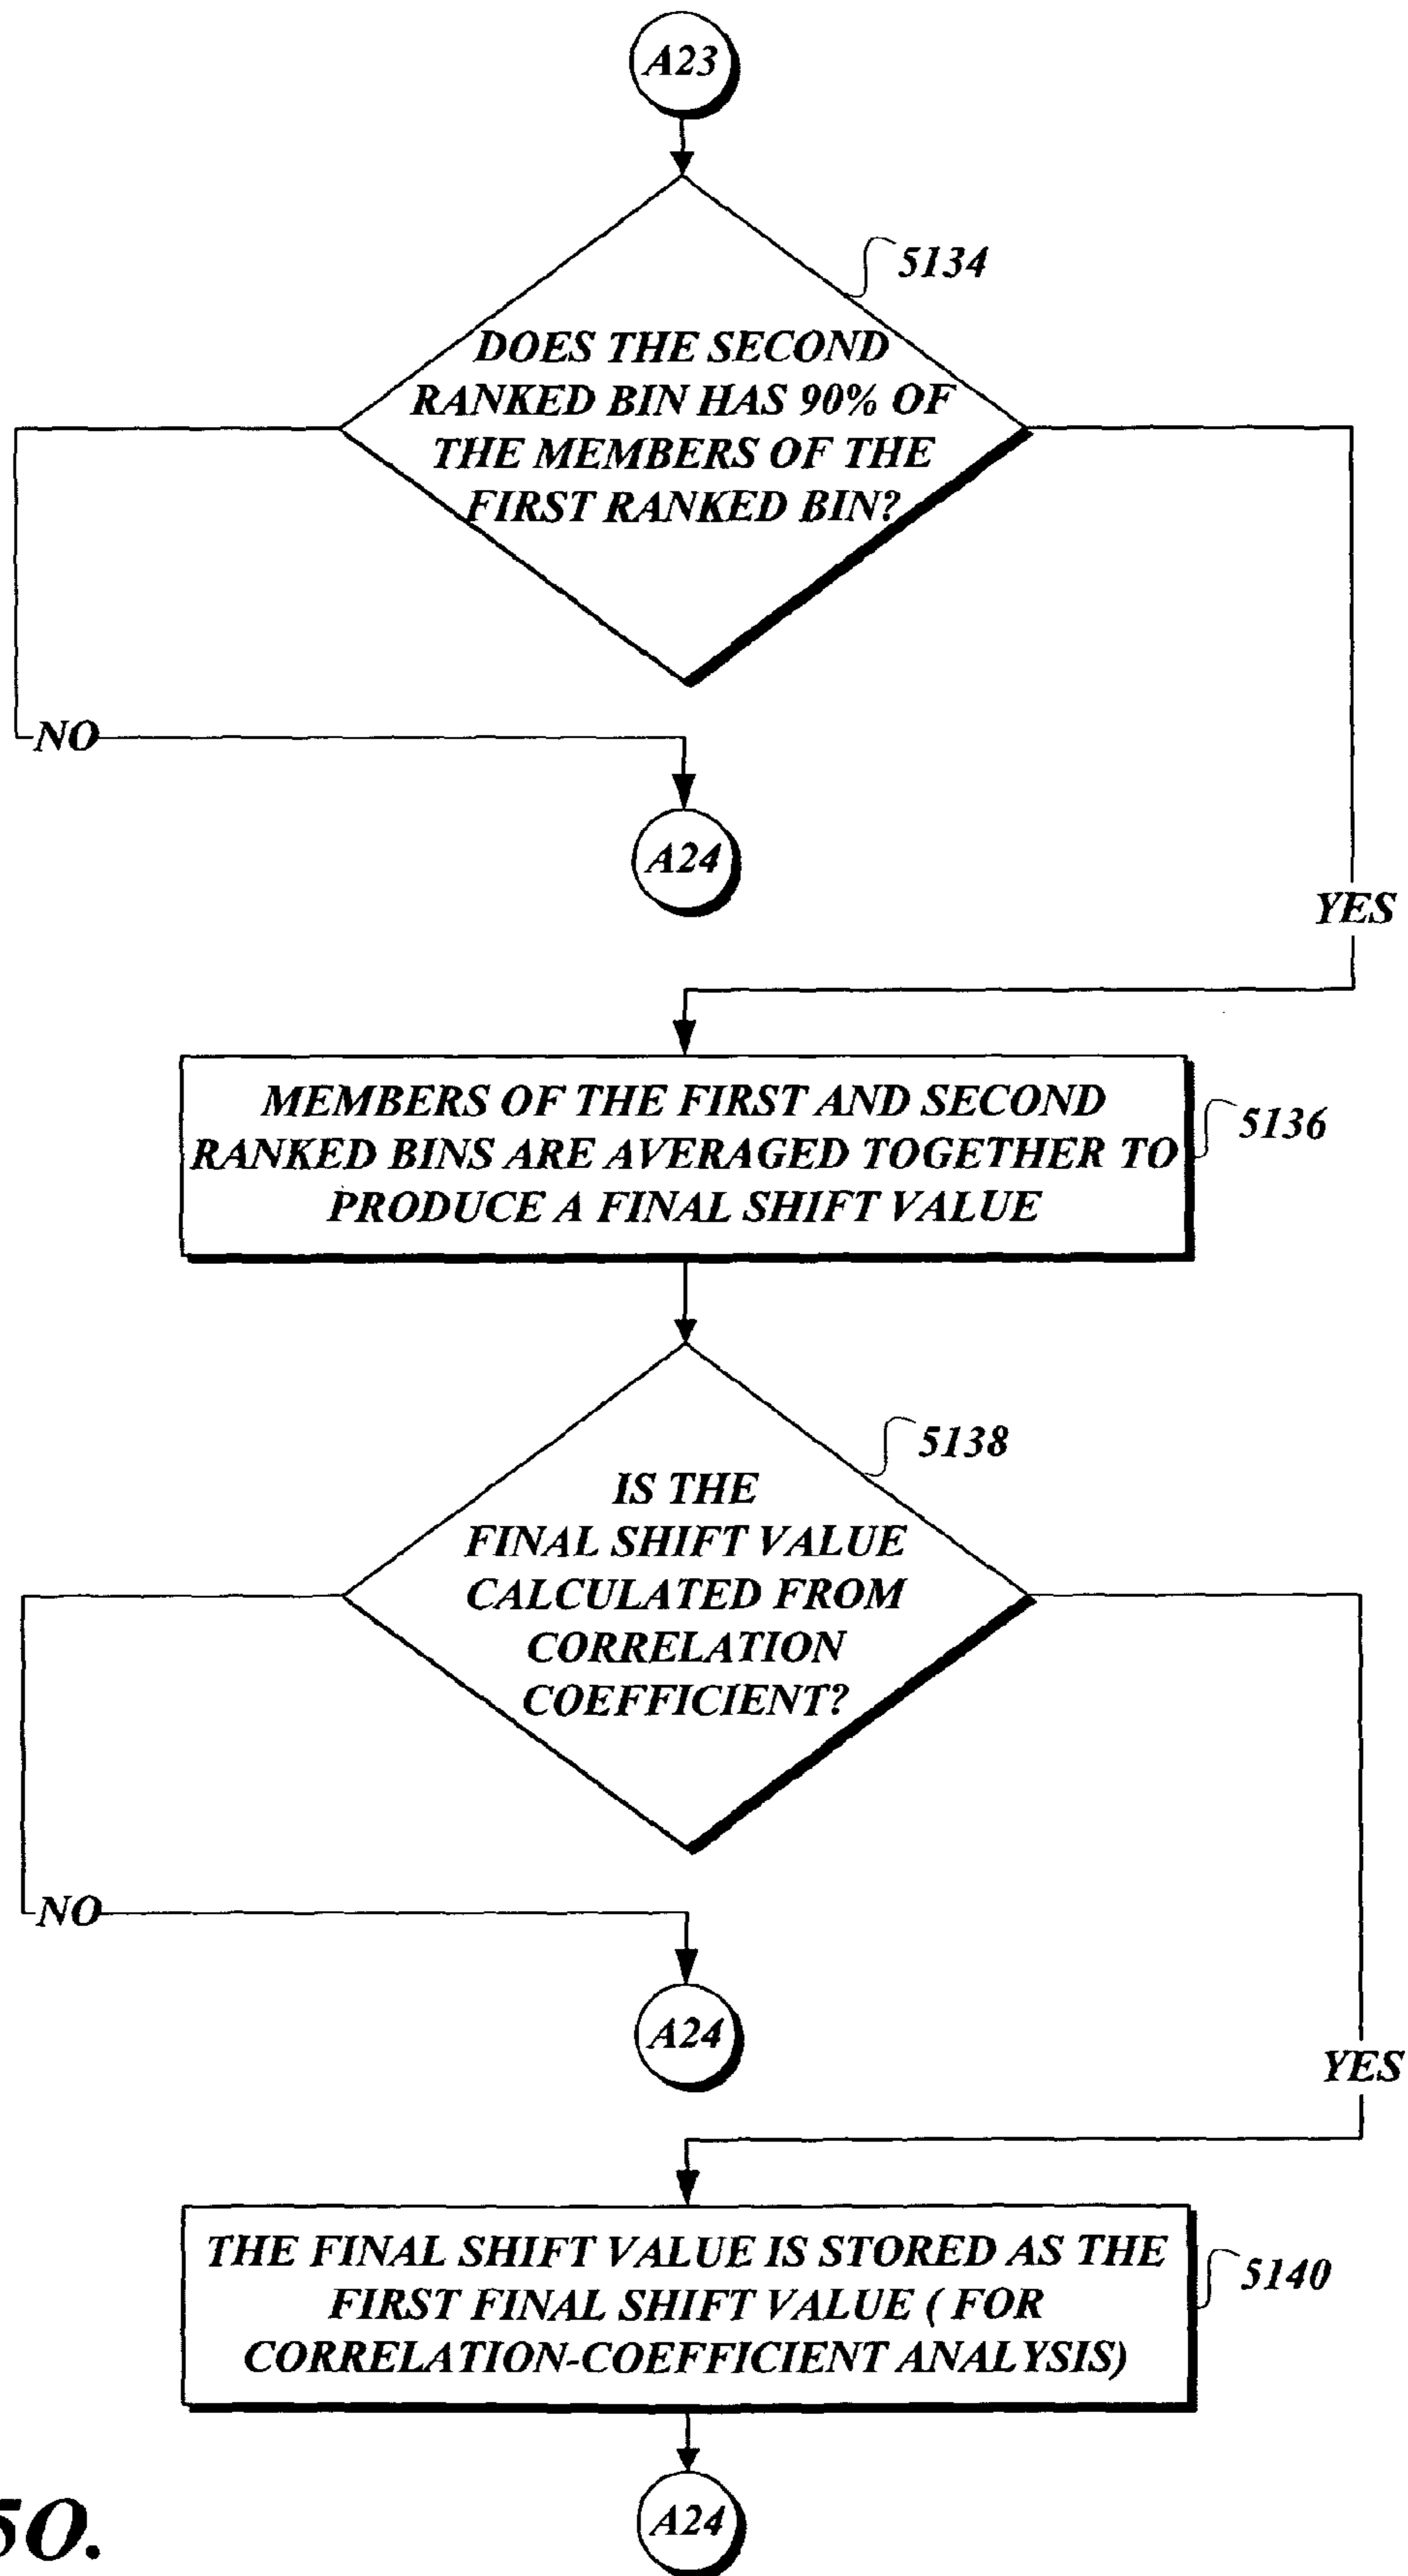 A23
5134
DOES THE SECOND
RANKED BIN HAS 90% OF
THE MEMBERS OF THE
FIRST RANKED BIN?
NO
A24
YES
MEMBERS OF THE FIRST AND SECOND
RANKED BINS ARE AVERAGED TOGETHER TO
PRODUCE A FINAL SHIFT VALUE
5136
5138
IS THE
FINAL SHIFT VALUE
CALCULATED FROM
CORRELATION
COEFFICIENT?
NO
A24
YES
THE FINAL SHIFT VALUE IS STORED AS THE
FIRST FINAL SHIFT VALUE ( FOR
CORRELATION-COEFFICIENT ANALYSIS)
5140
A24
5O.